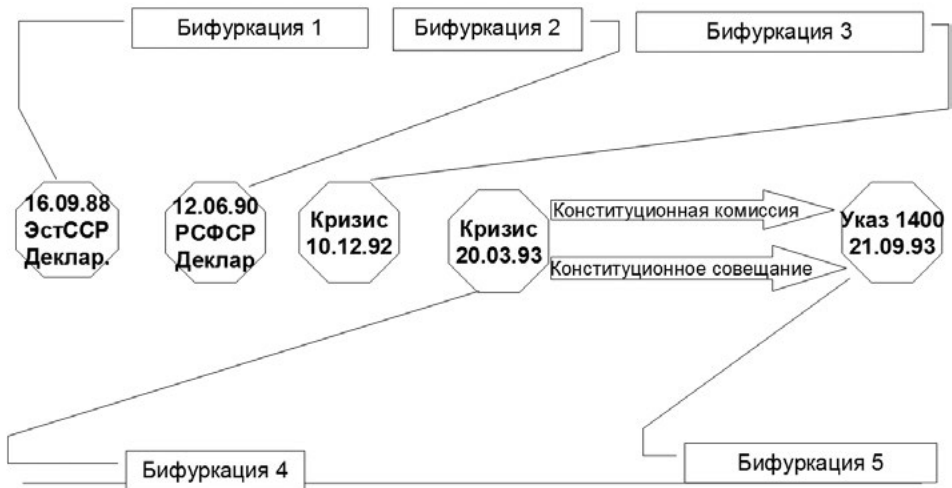 Бифуркация 1
Бифуркация 2
Бифуркация 3
16.09.88
ЭстССР
Деклар.
12.06.90
РСФСР
Деклар
Кризис
10.12.92
Кризис
20.03.93
Конституционная комиссия
Конституционное совещание
Указ 1400
21.09.93
Бифуркация 4
Бифуркация 5